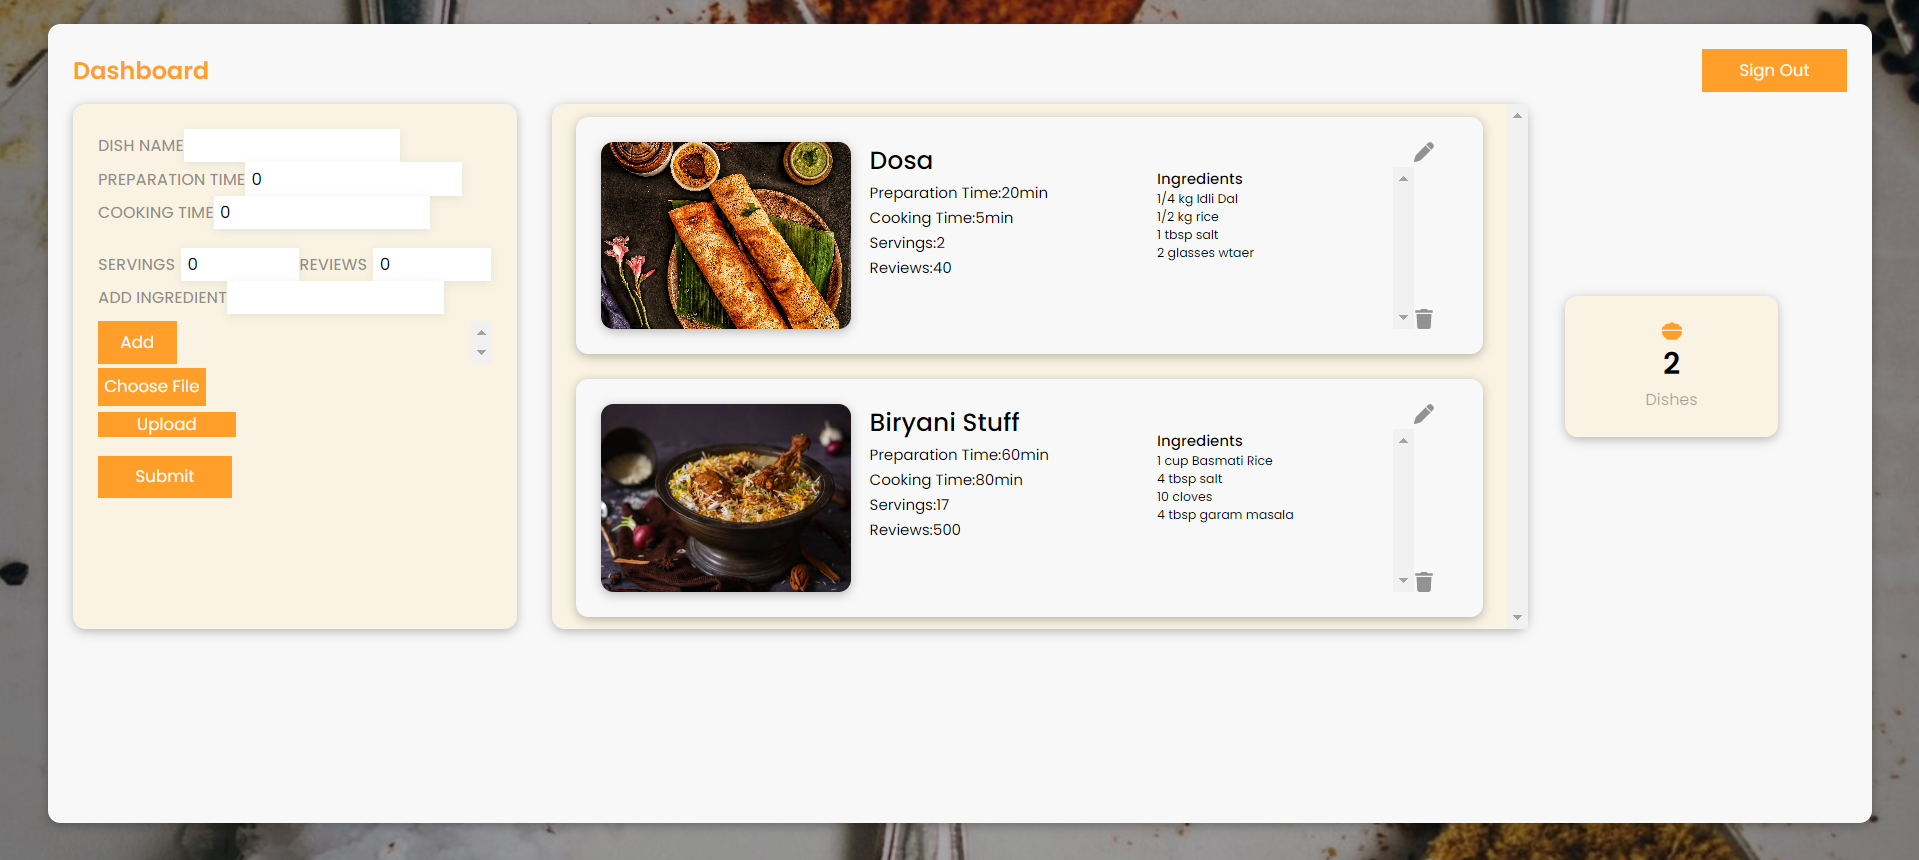 Dashboard
Sign Out
DISH NAME
PREPARATION TIME 0
COOKING TIME 0
SERVINGS 0 REVIEWS 0
ADD INGREDIENT
Add
Choose File
Upload
Submit
Dosa
Preparation Time:20min
Cooking Time:5min
Servings:2
Reviews:40
Ingredients
1/4 kg Idli Dal
1/2 kg rice
1 tbsp salt
2 glasses wtaer
Biryani Stuff
Preparation Time:60min
Cooking Time:80min
Servings:17
Reviews:500
Ingredients
1 cup Basmati Rice
4 tbsp salt
10 cloves
4 tbsp garam masala
2
Dishes